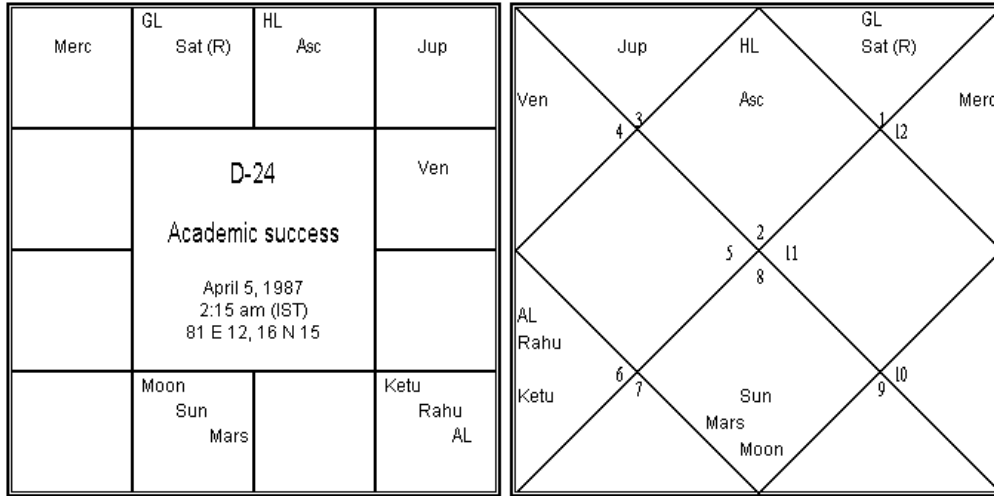 GL
HL
Merc
Sat (R)
Asc
Jup
D-24
Ven
Academic success
April 5, 1987
2:15 am (IST)
81 E 12, 16 N 15
Moon
Sun
Mars
Ketu
Rahu
AL
GL
Jup
HL
Sat (R)
Ven
Asc
Merc
3
1
4
12
2
5
11
8
AL
Rahu
6
10
7
9
Ketu
Sun
Mars
Moon